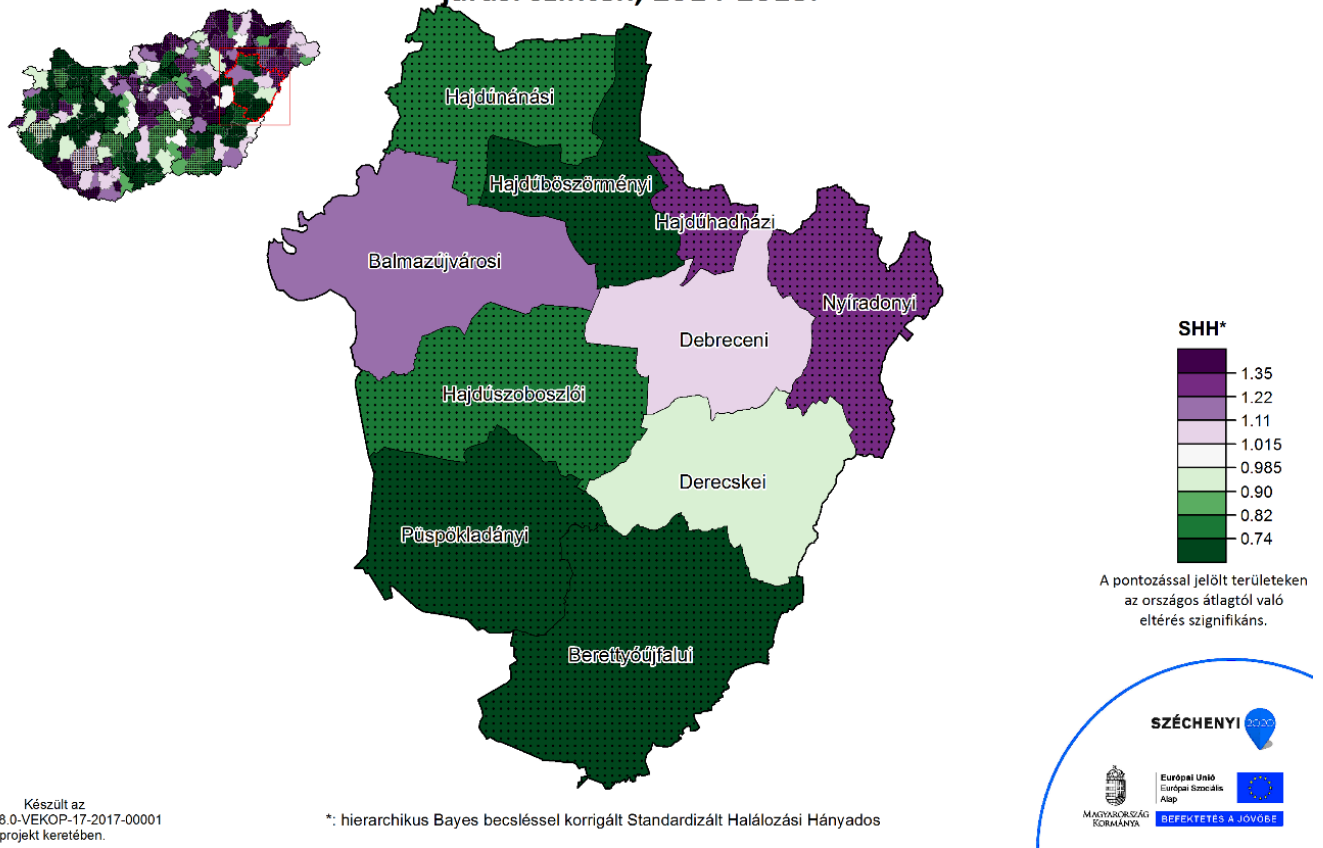 Hajdúnánási
Hajdúböszörményi
Hajdúhadházi
Balmazújvárosi
Nyíradonyi
Debreceni
Hajdúszoboszlói
Derecskei
Püspökladányi
Berettyóújfalui
SHH*
1.35
1.22
1.11
1.015
0.985
0.90
0.82
0.74
A pontozással jelölt területeken
az országos átlagtól való
eltérés szignifikáns.
SZÉCHENYI 2020
MAGYARORSZÁG
KORMÁNYA
Európai Unió
Európai Szociális
Alap
BEFEKTETÉS A JÖVŐBE
Készült az
8.0-VEKOP-17-2017-00001
projekt keretében.
*: hierarchikus Bayes becsléssel korrigált Standardizált Halálozási Hányados